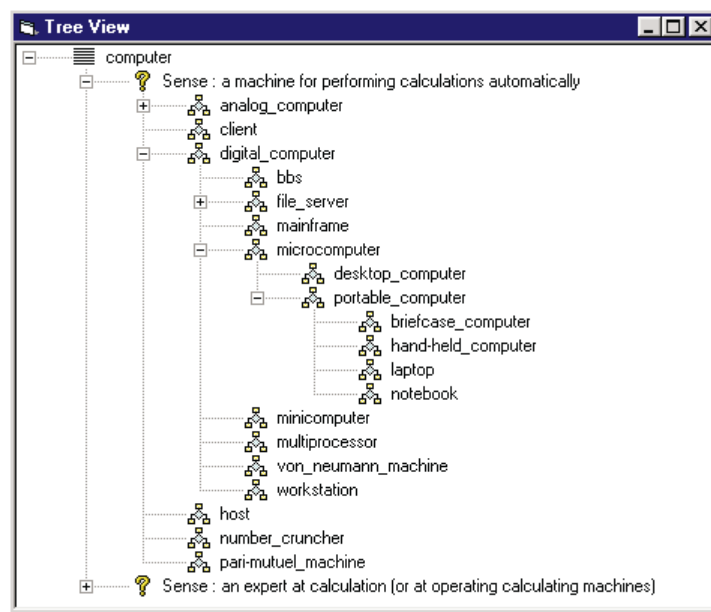 Tree View
computer
Sense : a machine for performing calculations automatically
analog_computer
client
digital_computer
bbs
file_server
mainframe
microcomputer
desktop_computer
portable_computer
briefcase_computer
hand-held_computer
laptop
notebook
minicomputer
multiprocessor
von_neumann_machine
workstation
host
number_cruncher
pari-mutuel_machine
Sense : an expert at calculation (or at operating calculating machines)